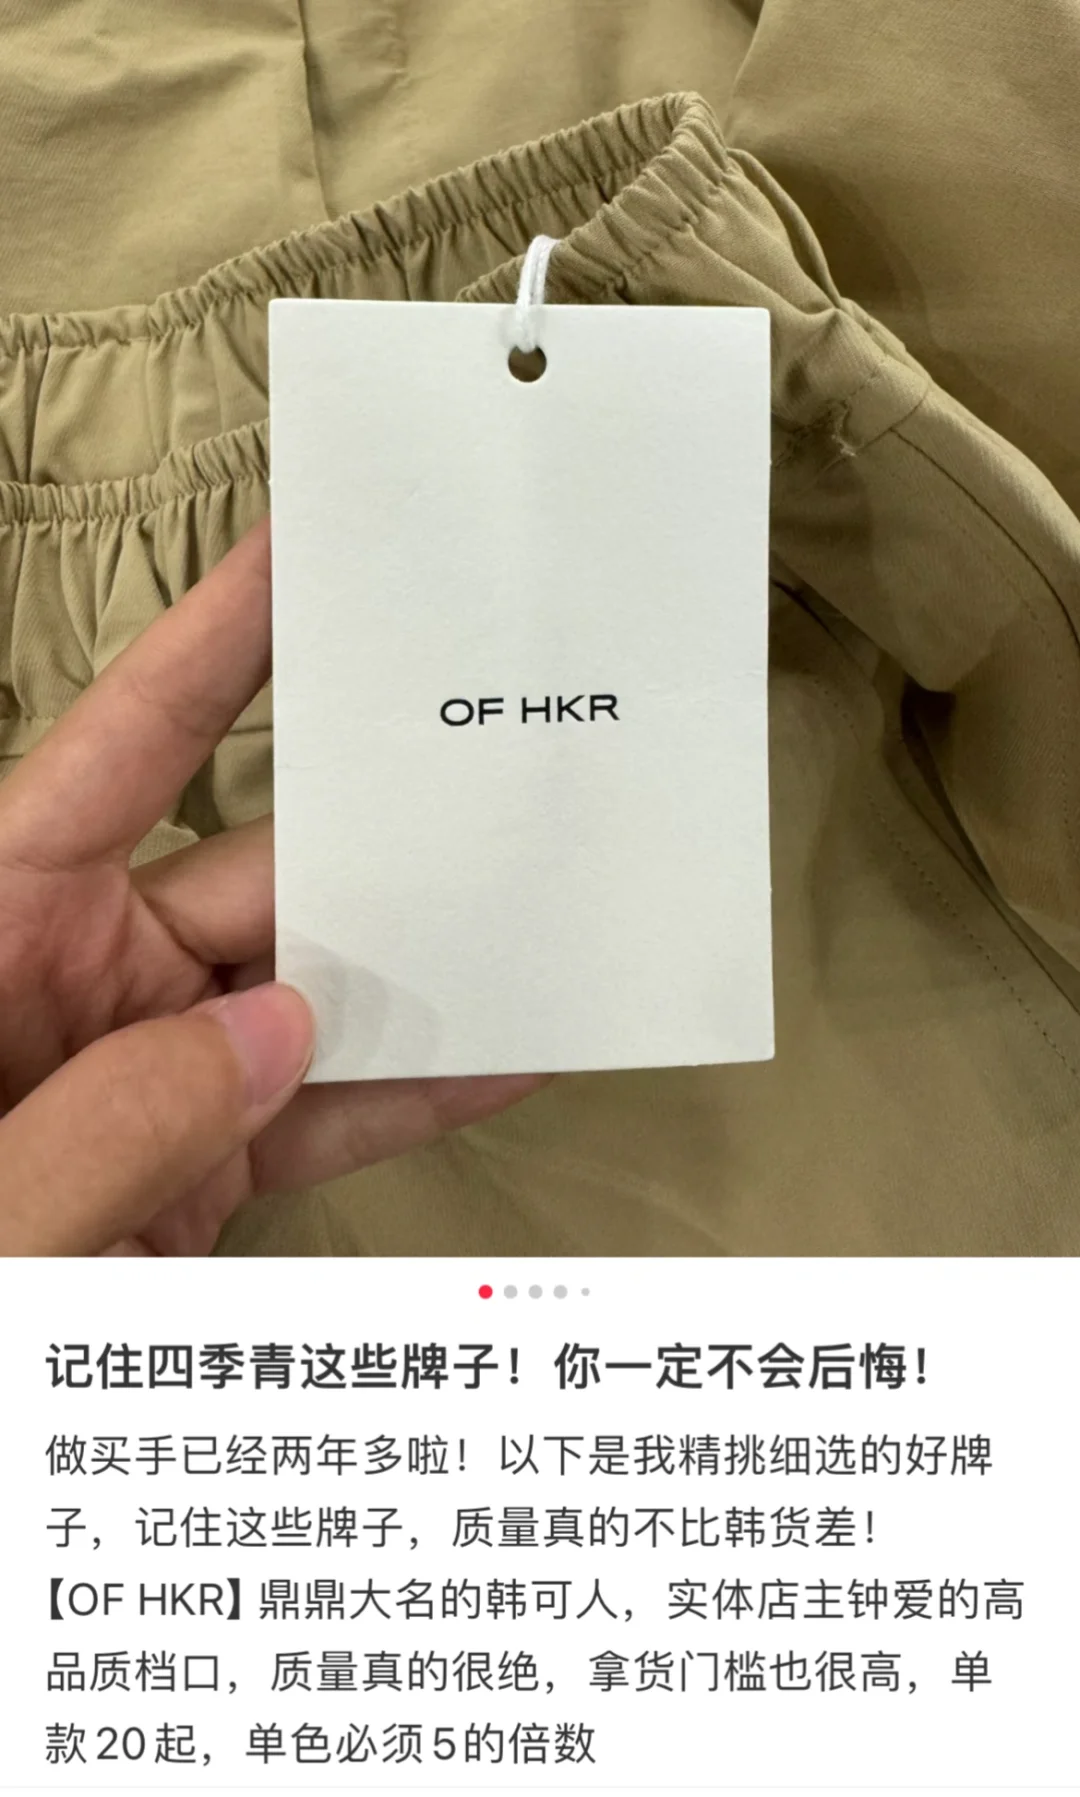 OF HKR
记住四季青这些牌子！你一定不会后悔！
做买手已经两年多啦！以下是我精挑细选的好牌
子，记住这些牌子，质量真的不比韩货差！
【OF HKR】鼎鼎大名的韩可人，实体店主钟爱的高
品质档口，质量真的很绝，拿货门槛也很高，单
款20起，单色必须5的倍数